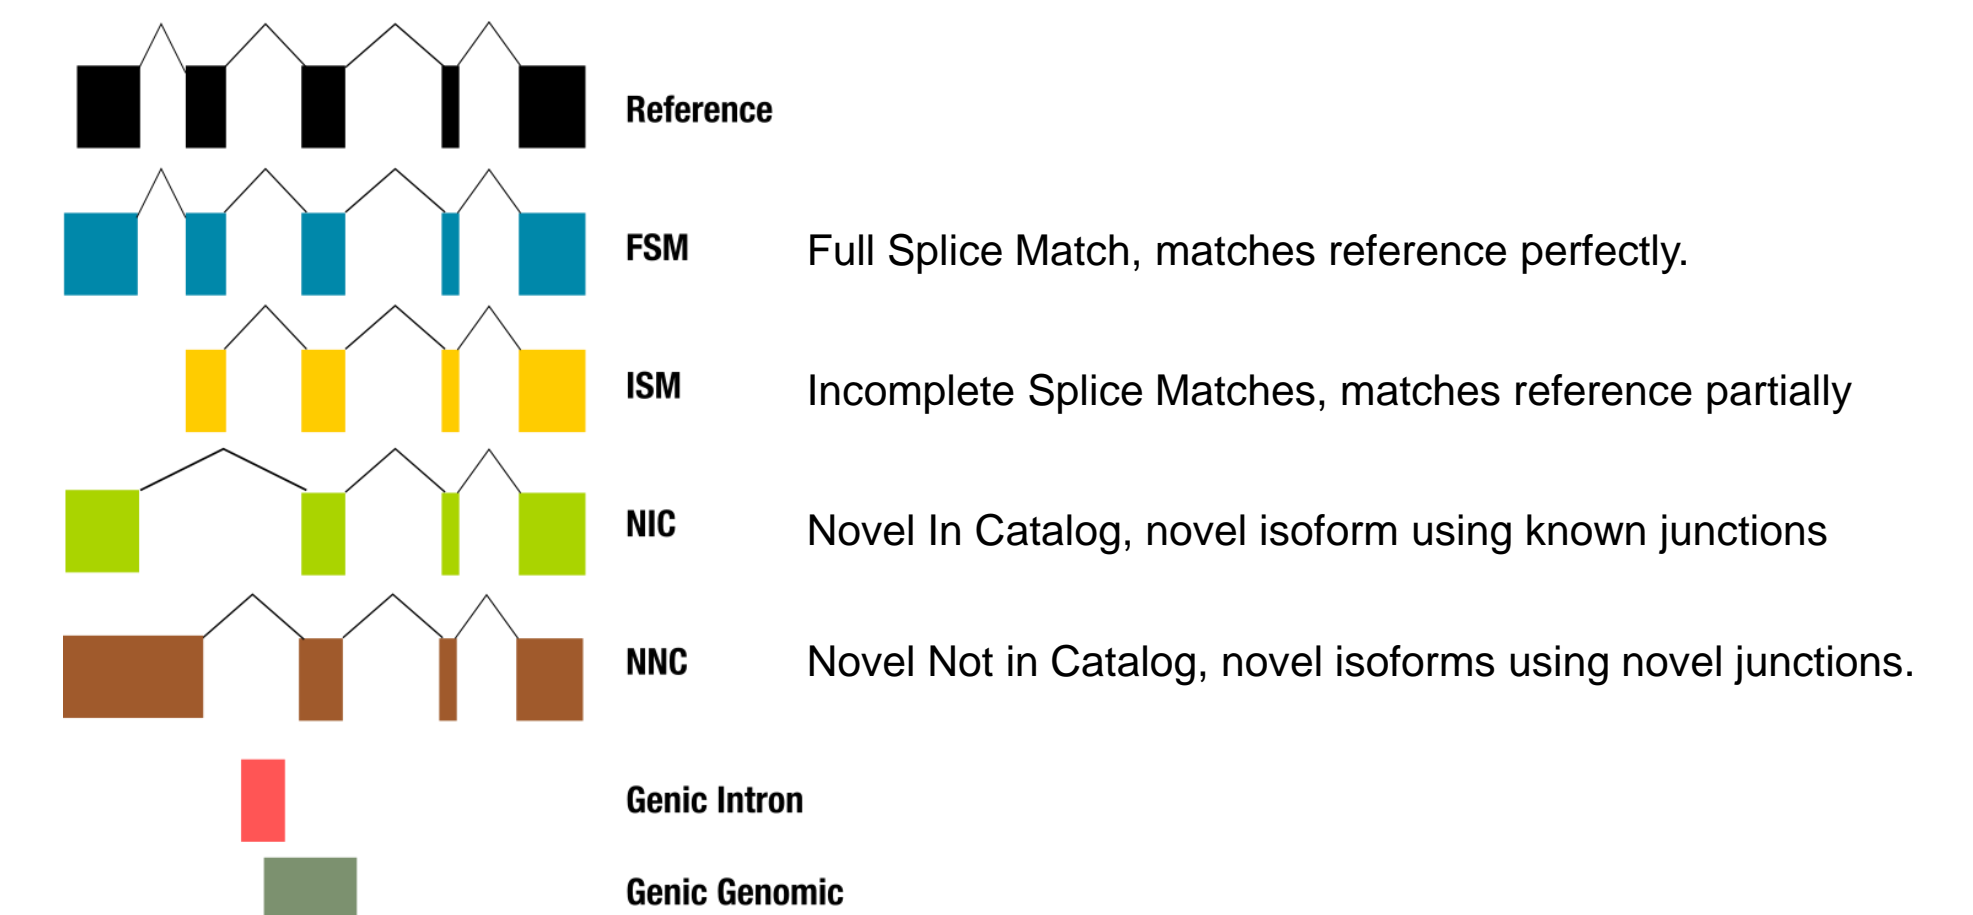 Reference
FSM Full Splice Match, matches reference perfectly.
ISM Incomplete Splice Matches, matches reference partially
NIC Novel In Catalog, novel isoform using known junctions
NNC Novel Not in Catalog, novel isoforms using novel junctions.
Genic Intron
Genic Genomic